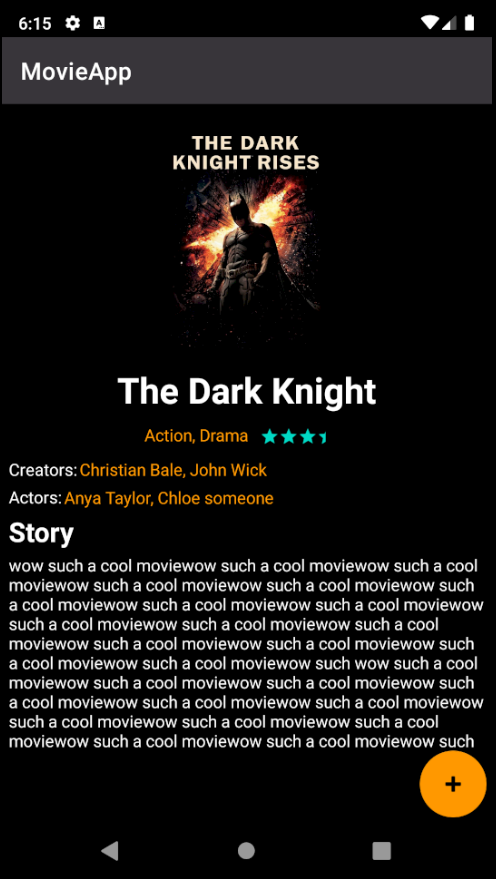 6:15 A
MovieApp
THE DARK
KNIGHT RISES
The Dark Knight
Action, Drama
Creators: Christian Bale, John Wick
Actors: Anya Taylor, Chloe someone
Story
wow such a cool moviewow such a cool moviewow such a cool
moviewow such a cool moviewow such a cool moviewow such
a cool moviewow such a cool moviewow such a cool moviewow
such a cool moviewow such a cool moviewow such a cool
moviewow such a cool moviewow such a cool moviewow such
a cool moviewow such a cool moviewow such wow such a cool
moviewow such a cool moviewow such a cool moviewow such
a cool moviewow such a cool moviewow such a cool moviewow
such a cool moviewow such a cool moviewow such a cool
moviewow such a cool moviewow such a cool moviewow such
+